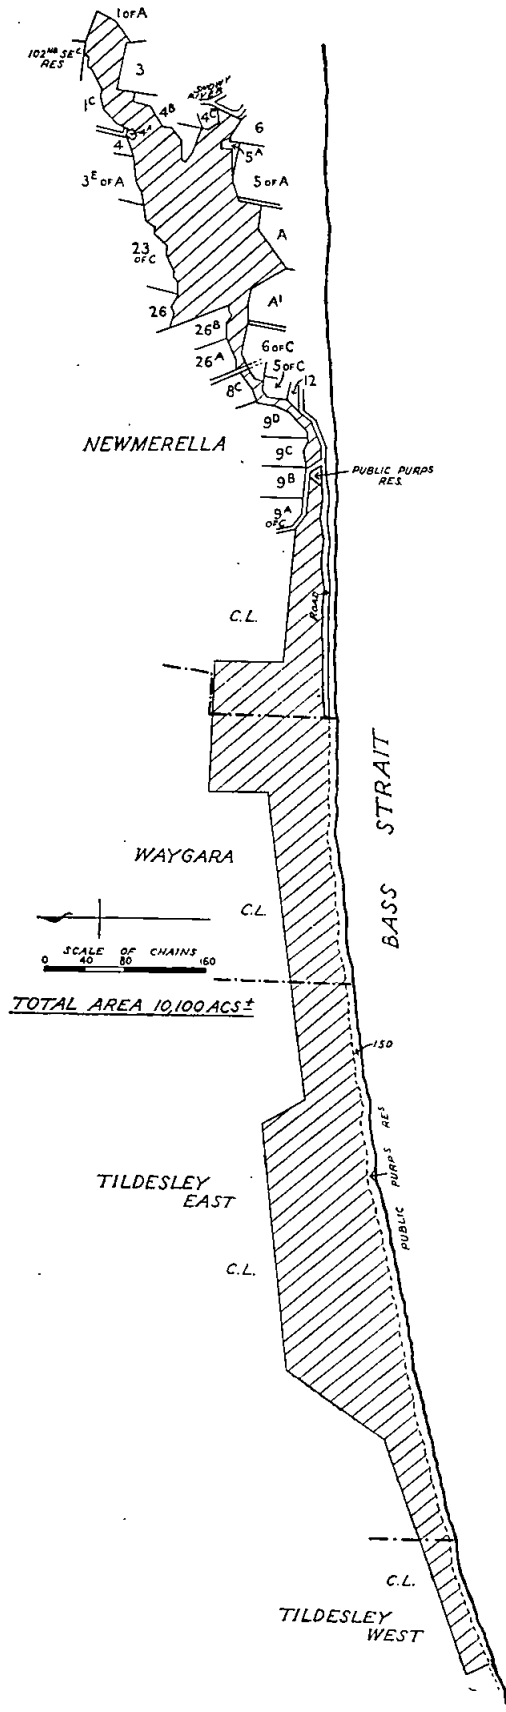 1 OF A
102ND SEC
RES
3
1C
4B
SNOWY
RIVER
4C
6
4
4A
5A
3E OF A
5 OF A
A
23
OF C
26
A1
26B
26A
6 OF C
5 OF C
12
8C
9D
NEWMERELLA
9C
PUBLIC PURPS
RES.
9B
9A
OF C
C.L.
ROAD
BASS STRAIT
WAYGARA
C.L.
SCALE OF CHAINS
0 40 80 160
TOTAL AREA 10,100 ACS ±
150
PUBLIC PURPS RES
TILDESLEY
EAST
C.L.
C.L.
TILDESLEY
WEST